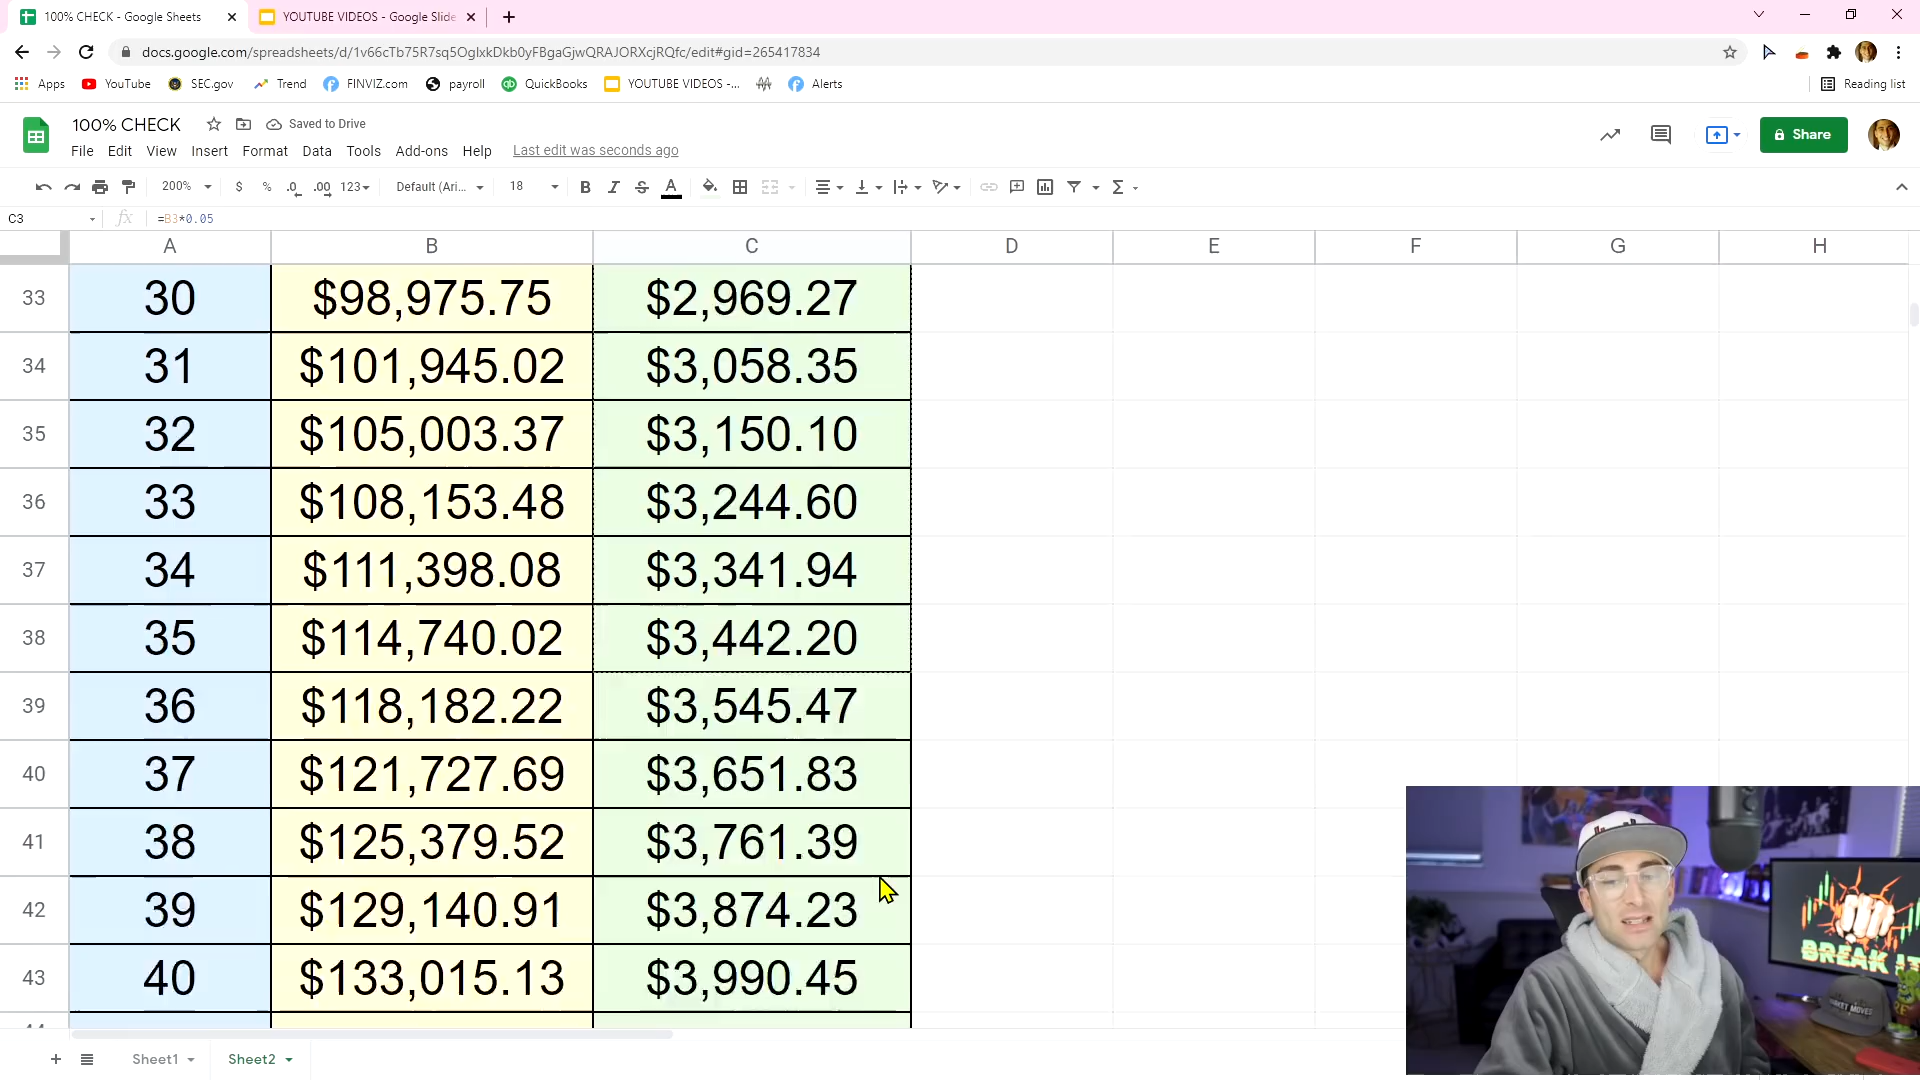 100% CHECK - Google Sheets
YOUTUBE VIDEOS - Google Slide
docs.google.com/spreadsheets/d/1v66cTb75R7sq5OglxkDkb0yFBgaGjwQRAJORXcjRQfc/edit#gid=265417834
Apps YouTube SEC.gov Trend FINVIZ.com payroll QuickBooks YOUTUBE VIDEOS -... Alerts Reading list
100% CHECK Saved to Drive
File Edit View Insert Format Data Tools Add-ons Help Last edit was seconds ago
Share
200% $ % .0 .00 123 Default (Ari... 18 B I S A
C3 fx =B3*0.05
A B C D E F G H
33 30 $98,975.75 $2,969.27
34 31 $101,945.02 $3,058.35
35 32 $105,003.37 $3,150.10
36 33 $108,153.48 $3,244.60
37 34 $111,398.08 $3,341.94
38 35 $114,740.02 $3,442.20
39 36 $118,182.22 $3,545.47
40 37 $121,727.69 $3,651.83
41 38 $125,379.52 $3,761.39
42 39 $129,140.91 $3,874.23
43 40 $133,015.13 $3,990.45
BREAK IT
MARKET MOVES
Sheet1 Sheet2